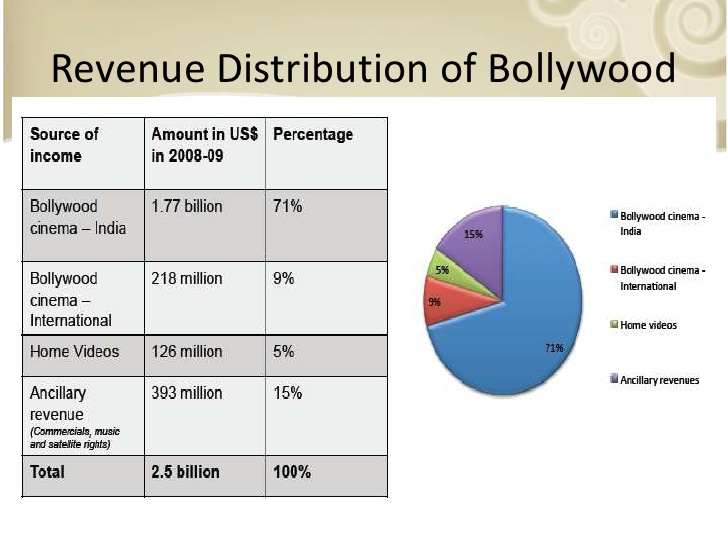 Revenue Distribution of Bollywood
Source of income Amount in US$ in 2008-09 Percentage
Bollywood cinema – India 1.77 billion 71%
Bollywood cinema – International 218 million 9%
Home Videos 126 million 5%
Ancillary revenue (Commercials, music and satellite rights) 393 million 15%
Total 2.5 billion 100%
15%
5%
9%
71%
Bollywood cinema -
India
Bollywood cinema -
International
Home videos
Ancillary revenues